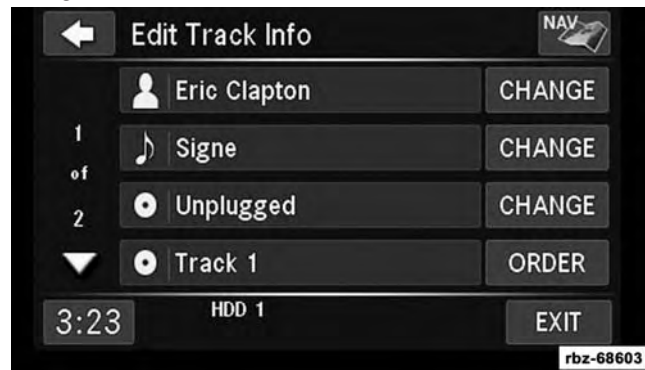 Edit Track Info
NAV
Eric Clapton CHANGE
1
of
2
Signe CHANGE
Unplugged CHANGE
Track 1 ORDER
3:23
HDD 1
EXIT
rbz-68603